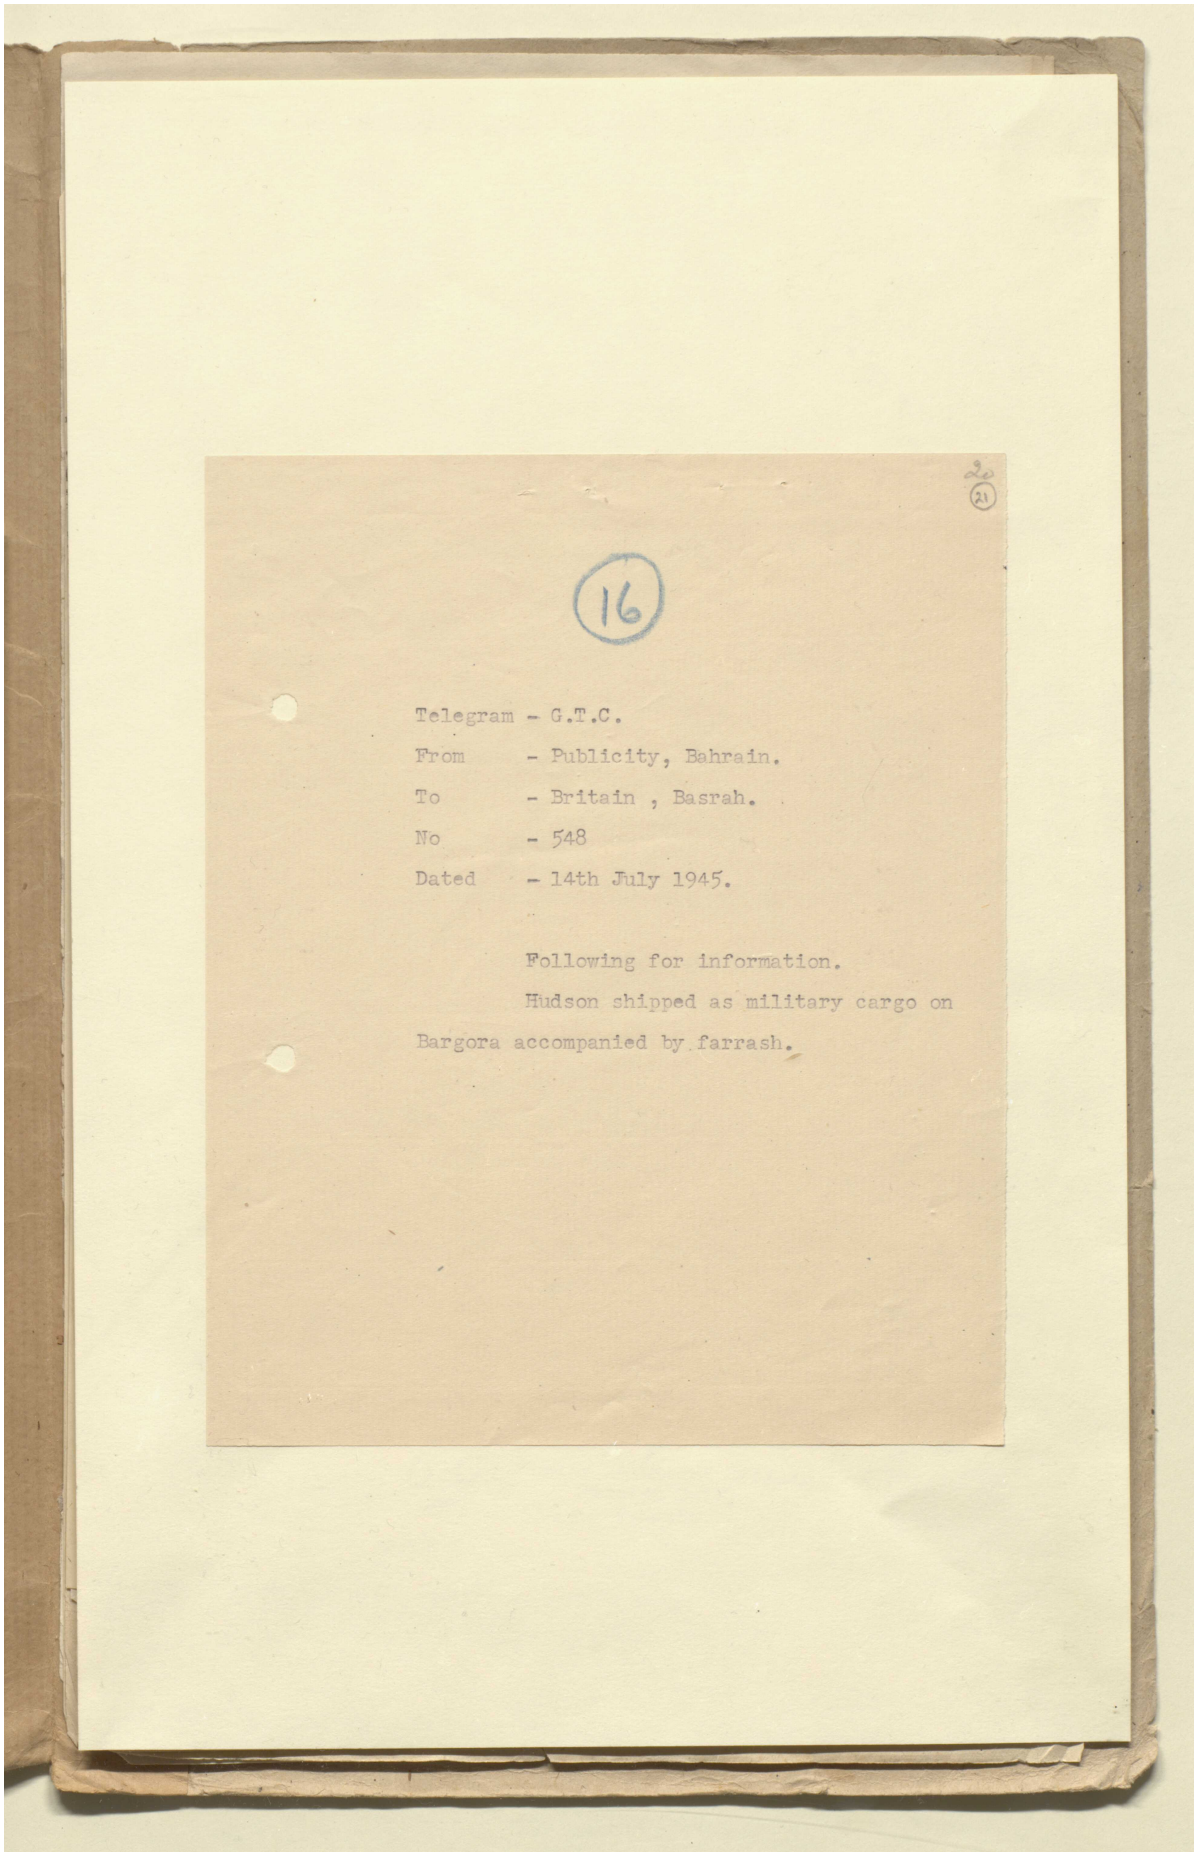 20
21
16
Telegram - G.T.C.
From - Publicity, Bahrain.
To - Britain , Basrah.
No - 548
Dated - 14th July 1945.
Following for information.
Hudson shipped as military cargo on
Bargora accompanied by farrash.